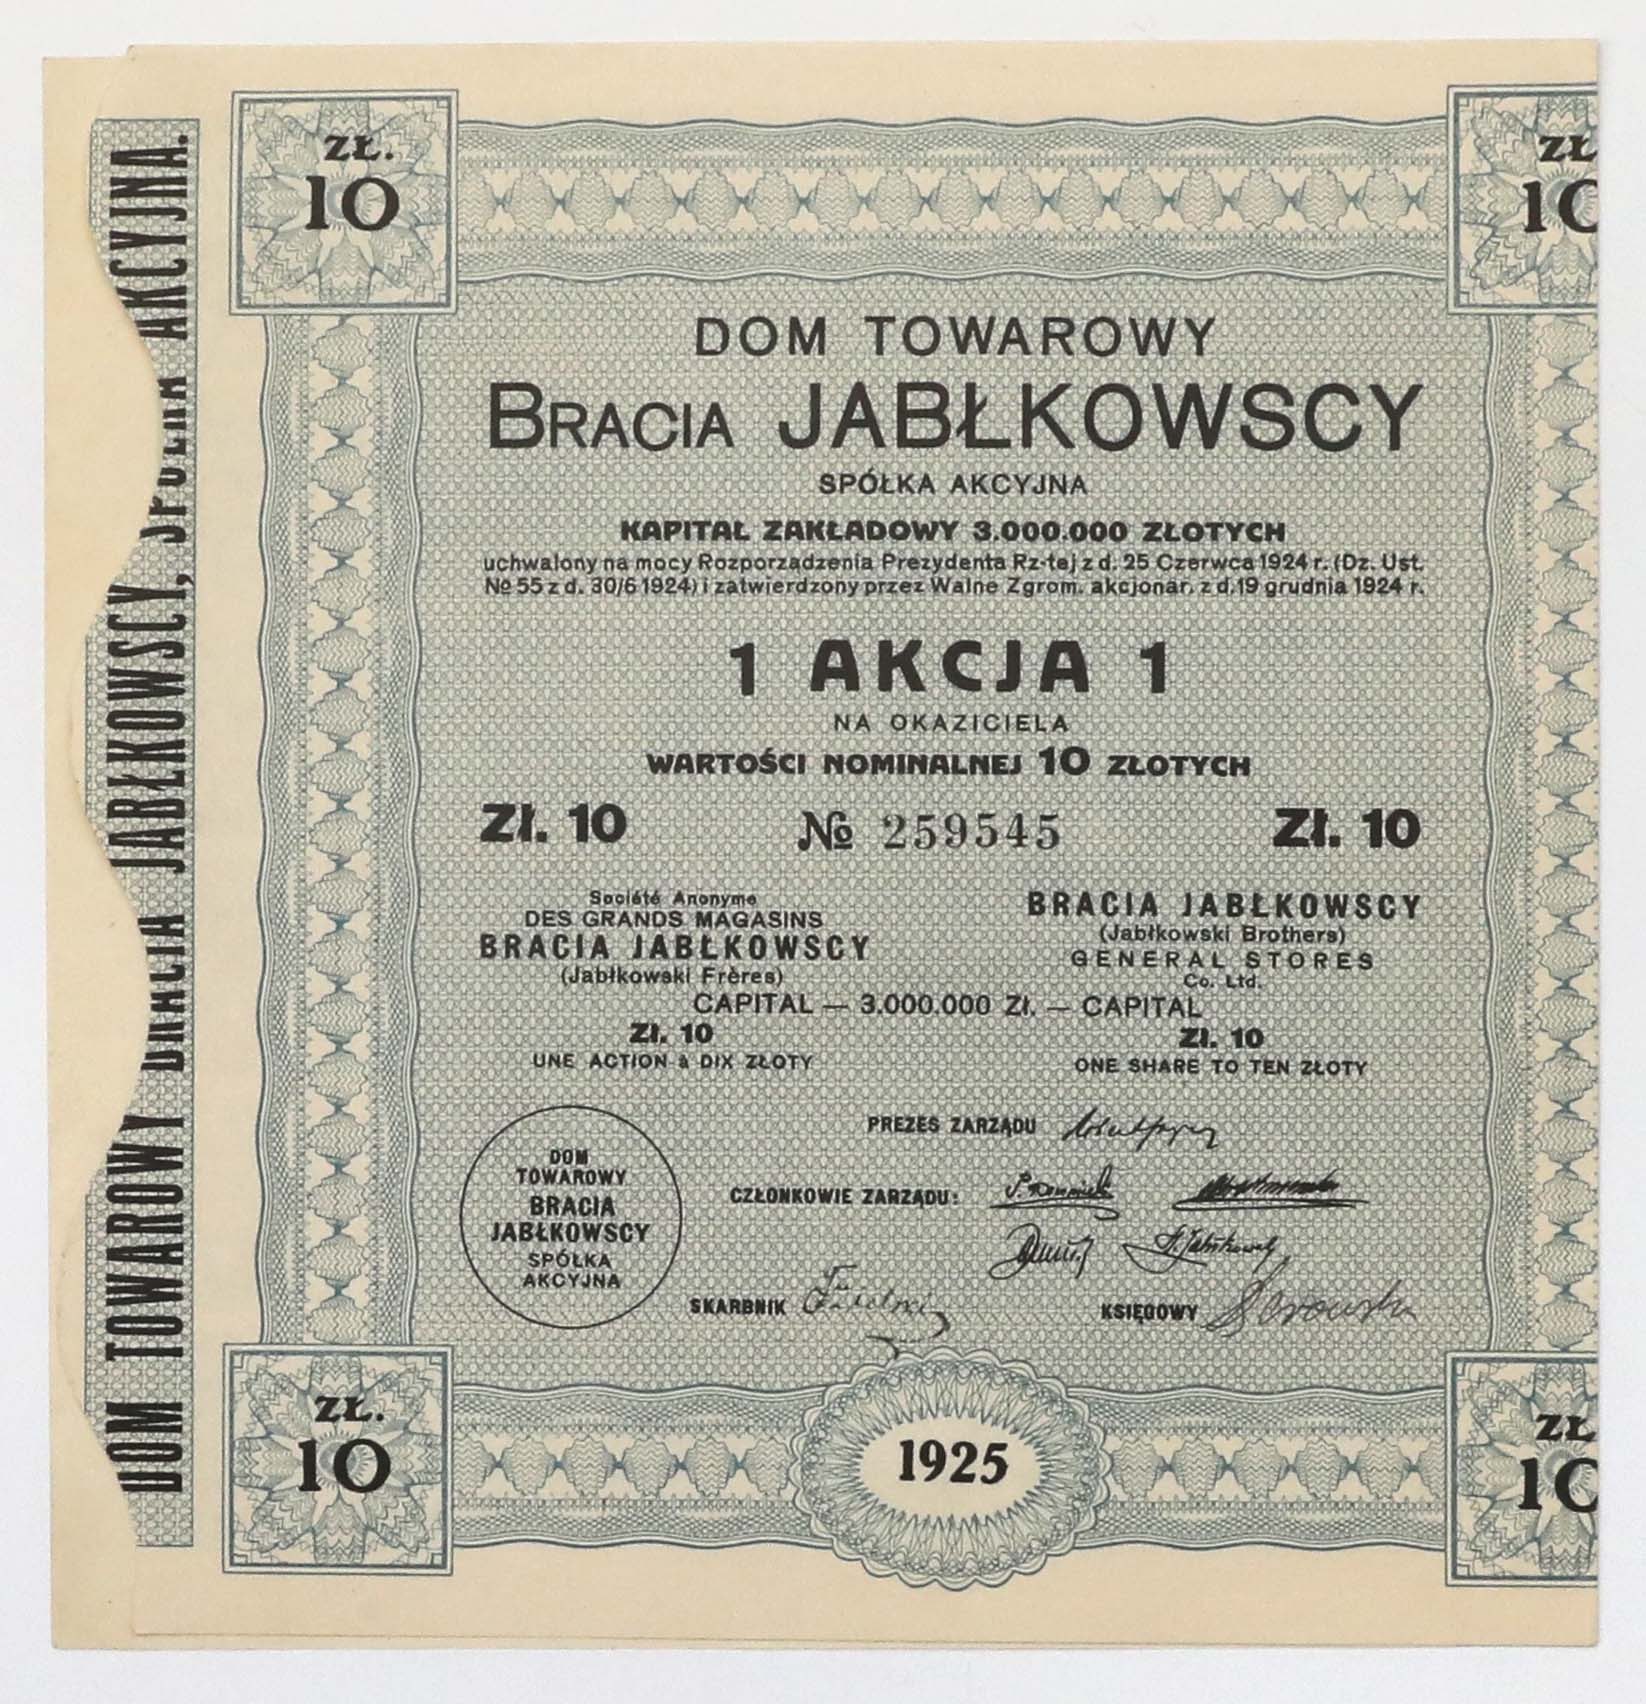 DOM TOWAROWY BRACIA JABŁKOWSCY, SPÓŁKA AKCYJNA.
ZŁ.
10
ZŁ
10
DOM TOWAROWY
BRACIA JABŁKOWSCY
SPÓŁKA AKCYJNA
KAPITAŁ ZAKŁADOWY 3.000.000 ZŁOTYCH
uchwalony na mocy Rozporządzenia Prezydenta Rz-tej z d. 25 Czerwca 1924 r. (Dz. Ust.
№ 55 z d. 30/6 1924) i zatwierdzony przez Walne Zgrom. akcjonar. z d. 19 grudnia 1924 r.
1 AKCJA 1
NA OKAZICIELA
WARTOŚCI NOMINALNEJ 10 ZŁOTYCH
Zł. 10 № 259545 Zł. 10
Société Anonyme
DES GRANDS MAGASINS
BRACIA JABŁKOWSCY
(Jabłkowski Frères)
BRACIA JABŁKOWSCY
(Jabłkowski Brothers)
GENERAL STORES
Co. Ltd.
CAPITAL — 3.000.000 Zł. — CAPITAL
Zł. 10
UNE ACTION à DIX ZŁOTY
Zł. 10
ONE SHARE TO TEN ZŁOTY
DOM
TOWAROWY
BRACIA
JABŁKOWSCY
SPÓŁKA
AKCYJNA
PREZES ZARZĄDU
CZŁONKOWIE ZARZĄDU:
SKARBNIK
KSIĘGOWY
ZŁ.
10
1925
ZŁ
10